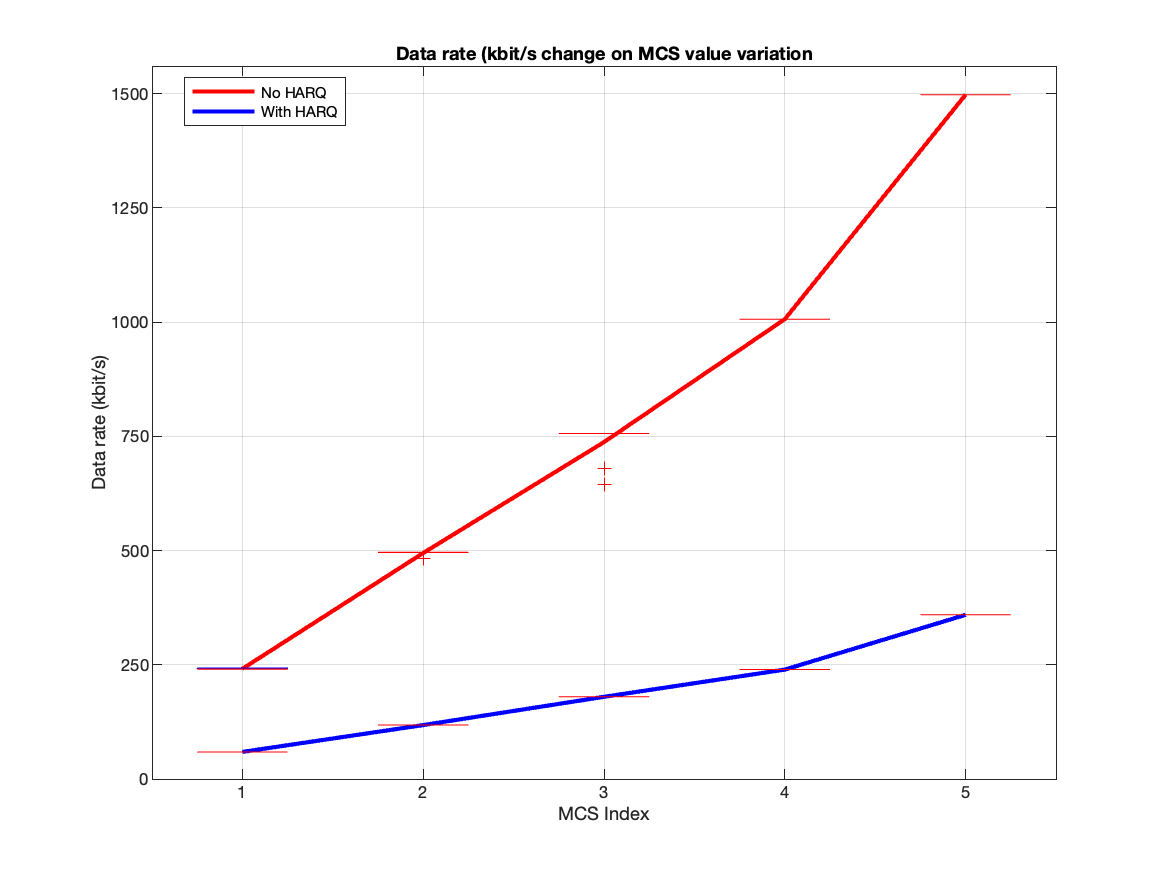 Data rate (kbit/s change on MCS value variation
No HARQ
With HARQ
1500
1250
1000
750
500
250
0
Data rate (kbit/s)
1 2 3 4 5
MCS Index